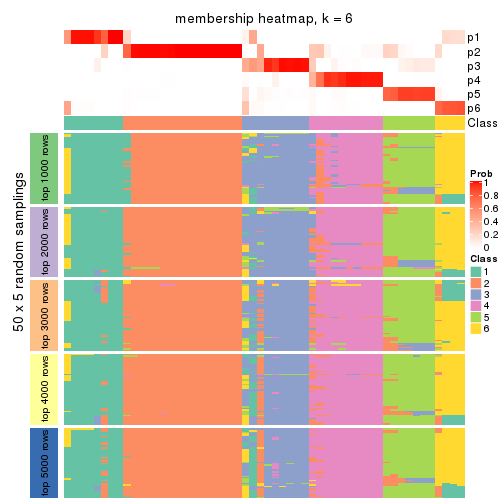 membership heatmap, k = 6
p1
p2
p3
p4
p5
p6
Class
50 x 5 random samplings
top 1000 rows
top 2000 rows
top 3000 rows
top 4000 rows
top 5000 rows
Prob
1
0.8
0.6
0.4
0.2
0
Class
1
2
3
4
5
6